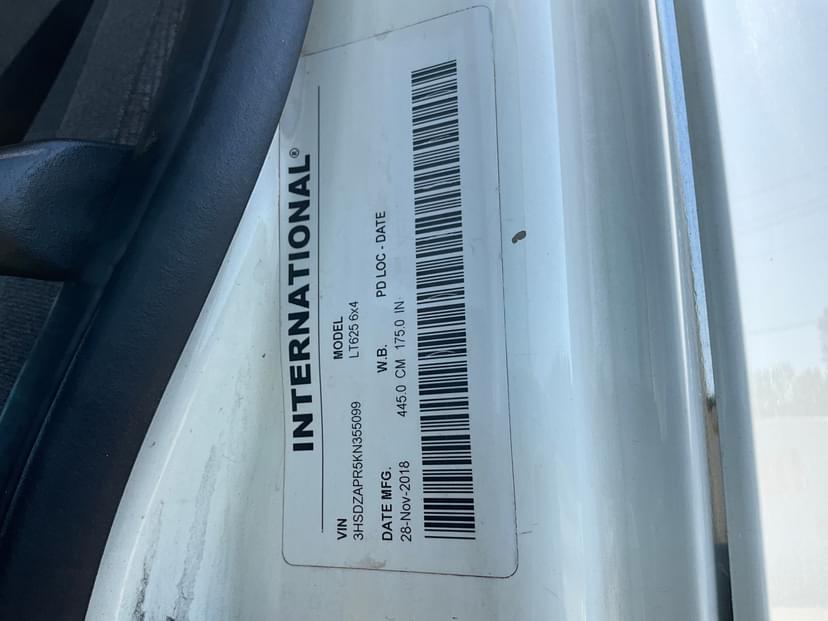 INTERNATIONAL®
VIN MODEL
3HSDZAPR5KN355099 LT625 6x4
DATE MFG. W.B. PD LOC - DATE
28-Nov-2018 445.0 CM 175.0 IN